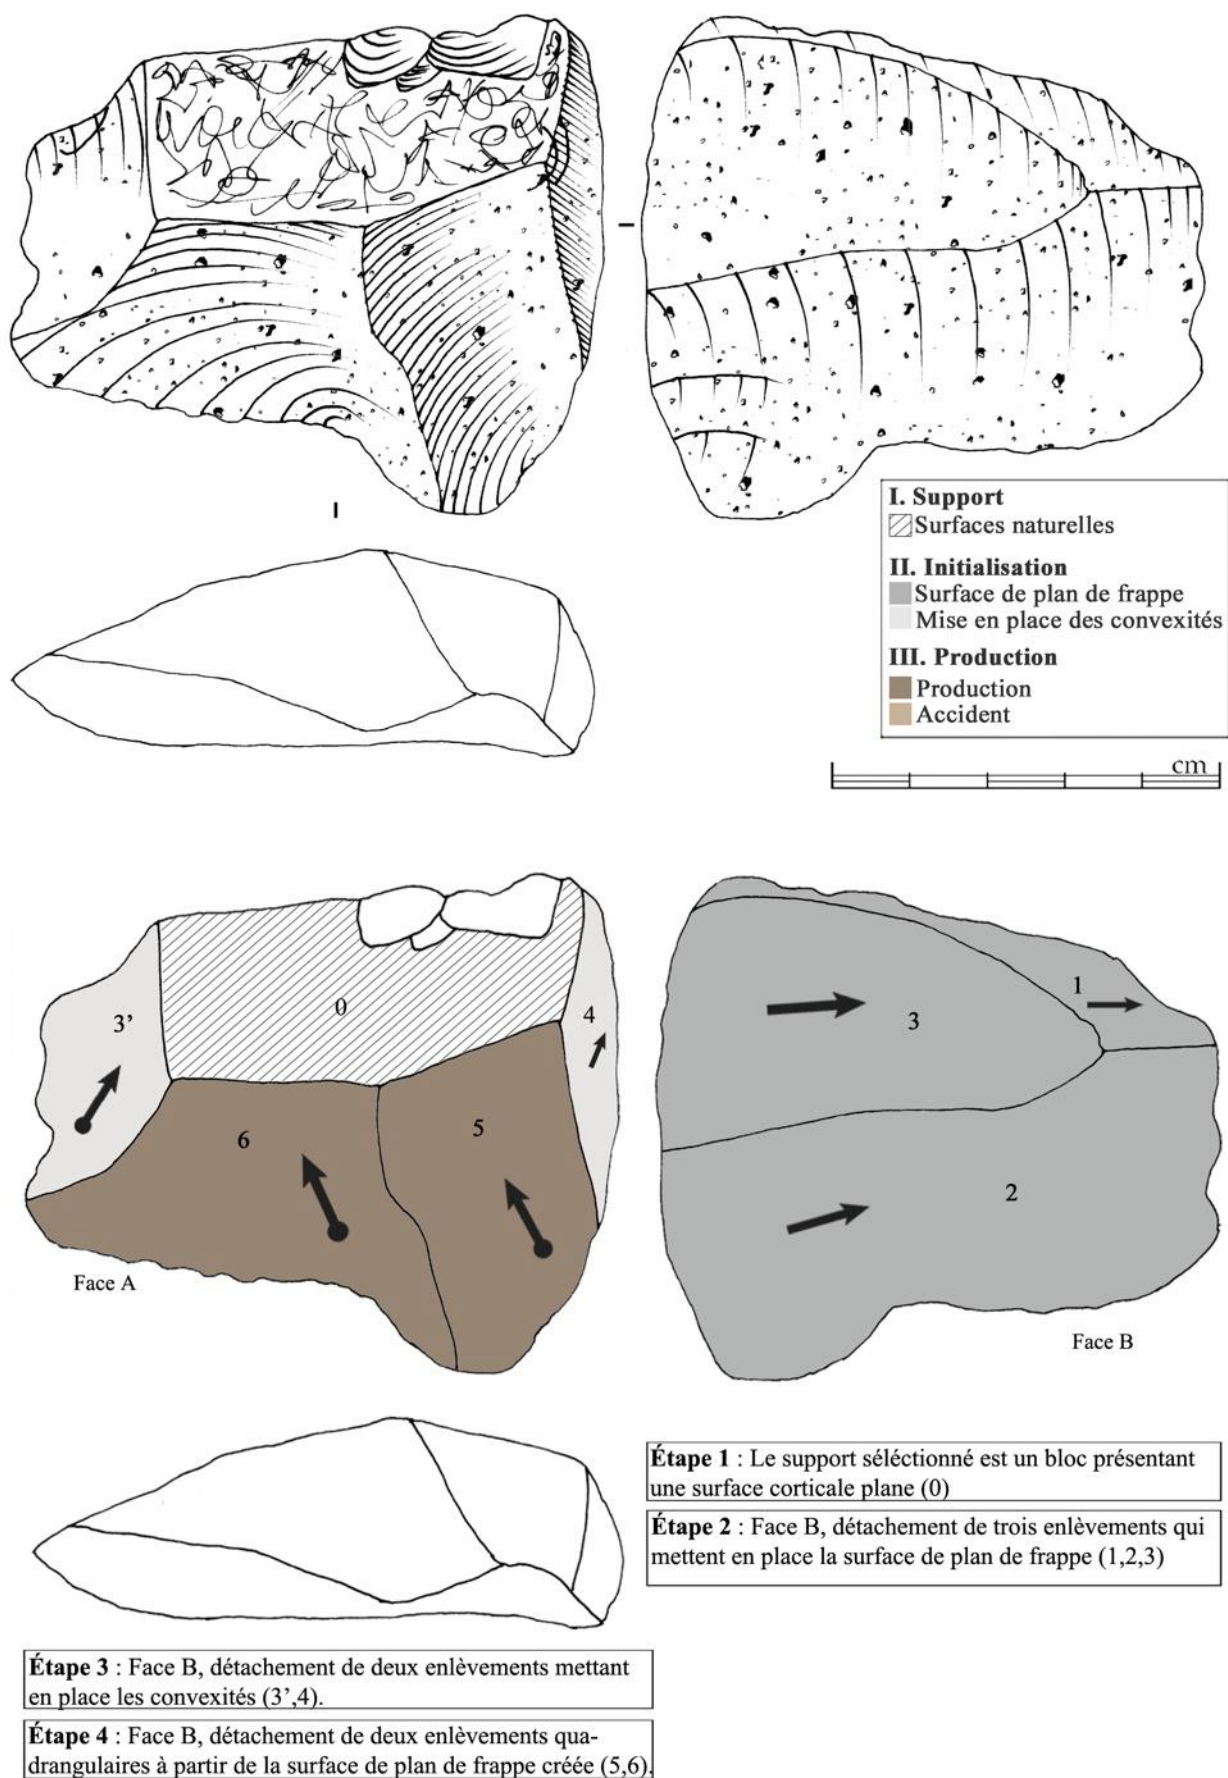 I. Support
Surfaces naturelles
II. Initialisation
Surface de plan de frappe
Mise en place des convexités
III. Production
Production
Accident
cm
3’
0
4
6
5
Face A
1
3
2
Face B
Étape 1 : Le support séléctionné est un bloc présentant
une surface corticale plane (0)
Étape 2 : Face B, détachement de trois enlèvements qui
mettent en place la surface de plan de frappe (1,2,3)
Étape 3 : Face B, détachement de deux enlèvements mettant
en place les convexités (3’,4).
Étape 4 : Face B, détachement de deux enlèvements qua-
drangulaires à partir de la surface de plan de frappe créée (5,6).